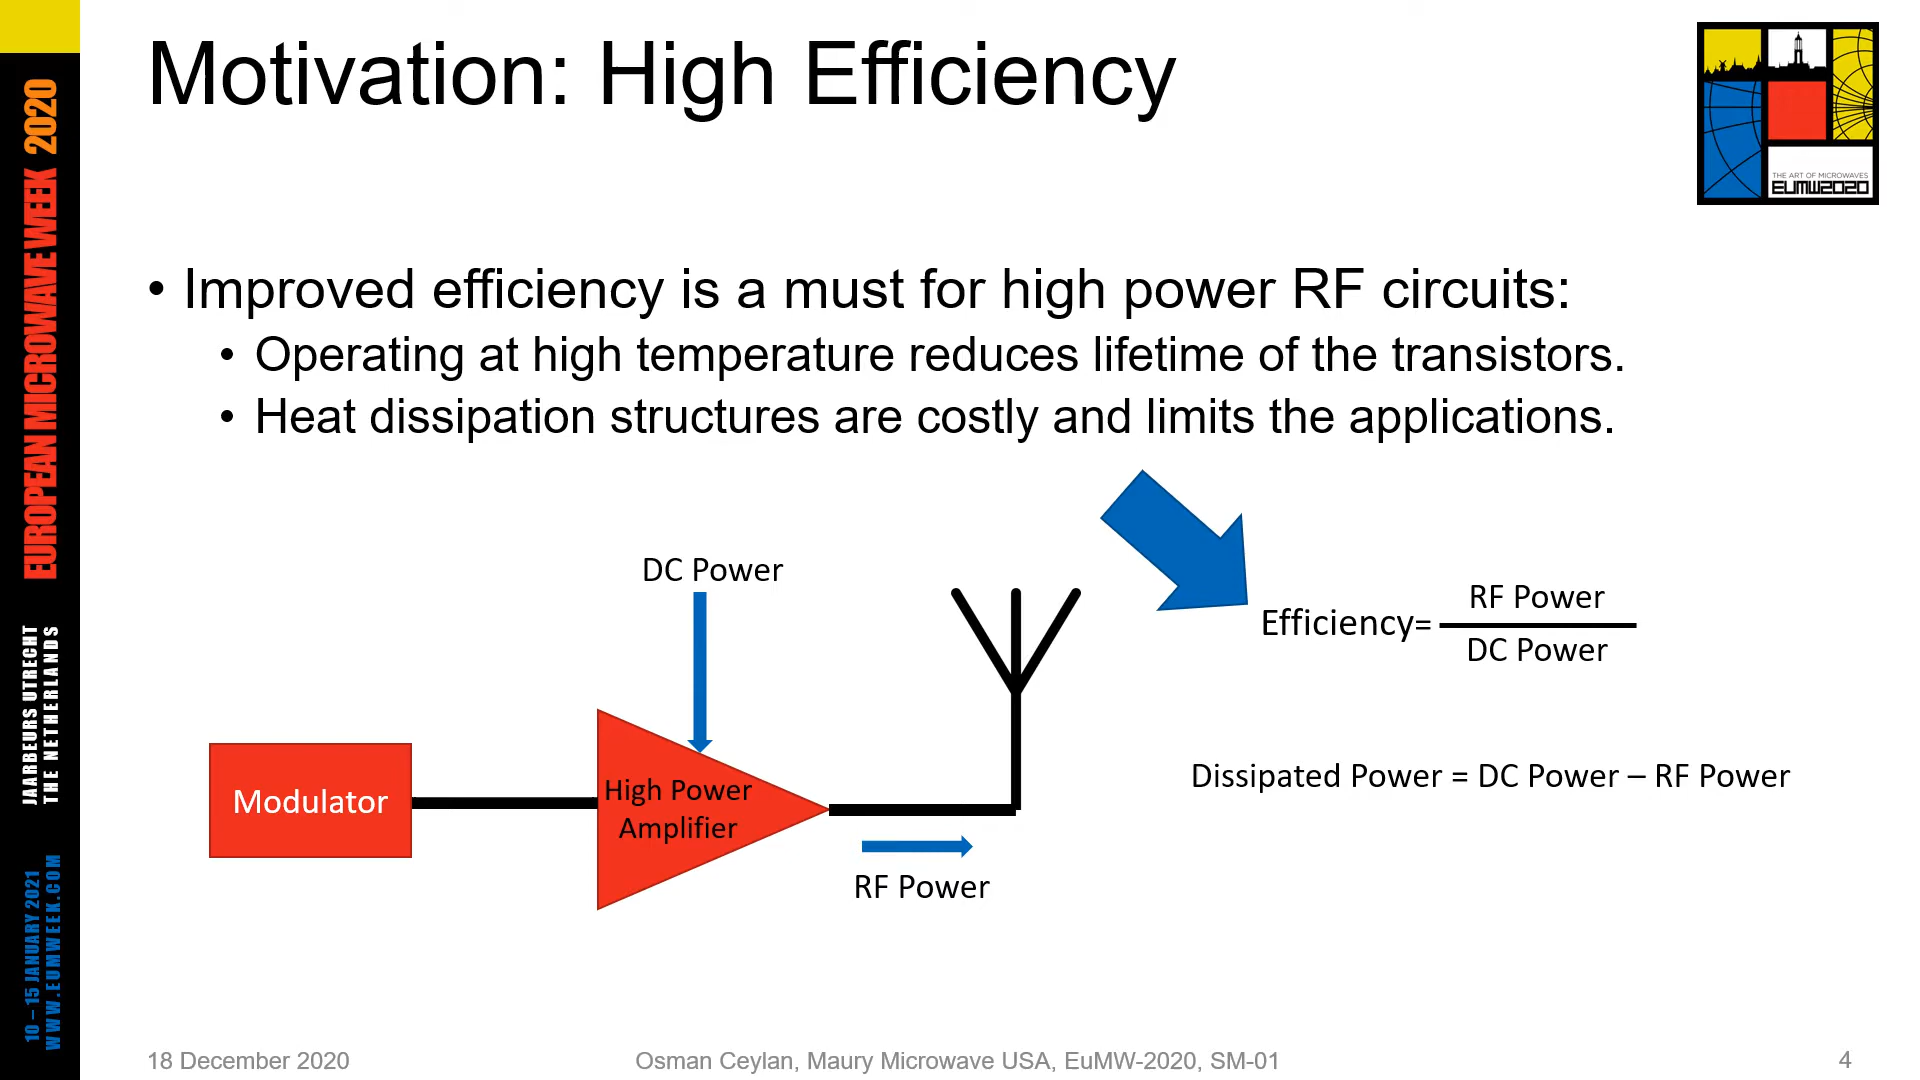 Motivation: High Efficiency
THE ART OF MICROWAVES
EUMW2020
EUROPEAN MICROWAVE WEEK 2020
JAARBEURS UTRECHT
THE NETHERLANDS
10 – 15 JANUARY 2021
WWW.EUMWEEK.COM
• Improved efficiency is a must for high power RF circuits:
• Operating at high temperature reduces lifetime of the transistors.
• Heat dissipation structures are costly and limits the applications.
DC Power
Modulator
High Power
Amplifier
RF Power
Efficiency=
RF Power
DC Power
Dissipated Power = DC Power – RF Power
18 December 2020
Osman Ceylan, Maury Microwave USA, EuMW-2020, SM-01
4